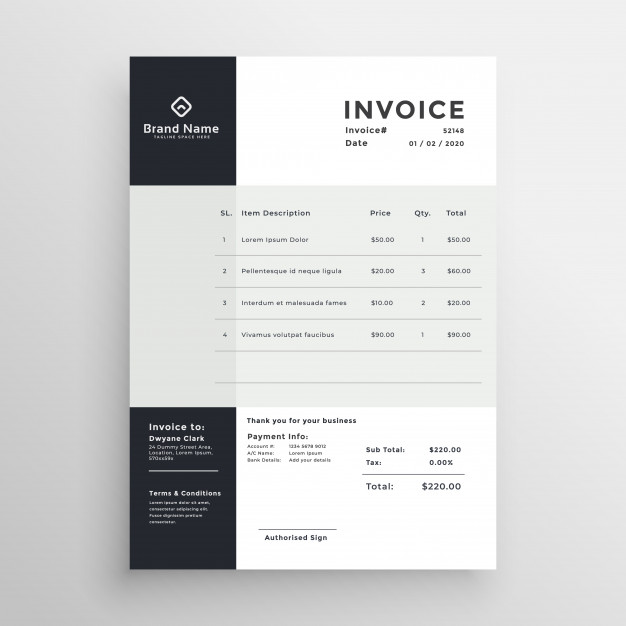 Brand Name
TAGLINE SPACE HERE
INVOICE
Invoice# 52148
Date 01 / 02 / 2020
SL. Item Description Price Qty. Total
1 Lorem Ipsum Dolor $50.00 1 $50.00
2 Pellentesque id neque ligula $20.00 3 $60.00
3 Interdum et malesuada fames $10.00 2 $20.00
4 Vivamus volutpat faucibus $90.00 1 $90.00
Invoice to:
Dwyane Clark
24 Dummy Street Area,
Location, Lorem Ipsum,
570xx59x
Terms & Conditions
Lorem ipsum dolor sit amet,
consectetur adipiscing elit.
Fusce dignissim pretium
consectetur.
Thank you for your business
Payment Info:
Account #: 1234 5678 9012
A/C Name: Lorem Ipsum
Bank Details: Add your details
Sub Total: $220.00
Tax: 0.00%
Total: $220.00
Authorised Sign